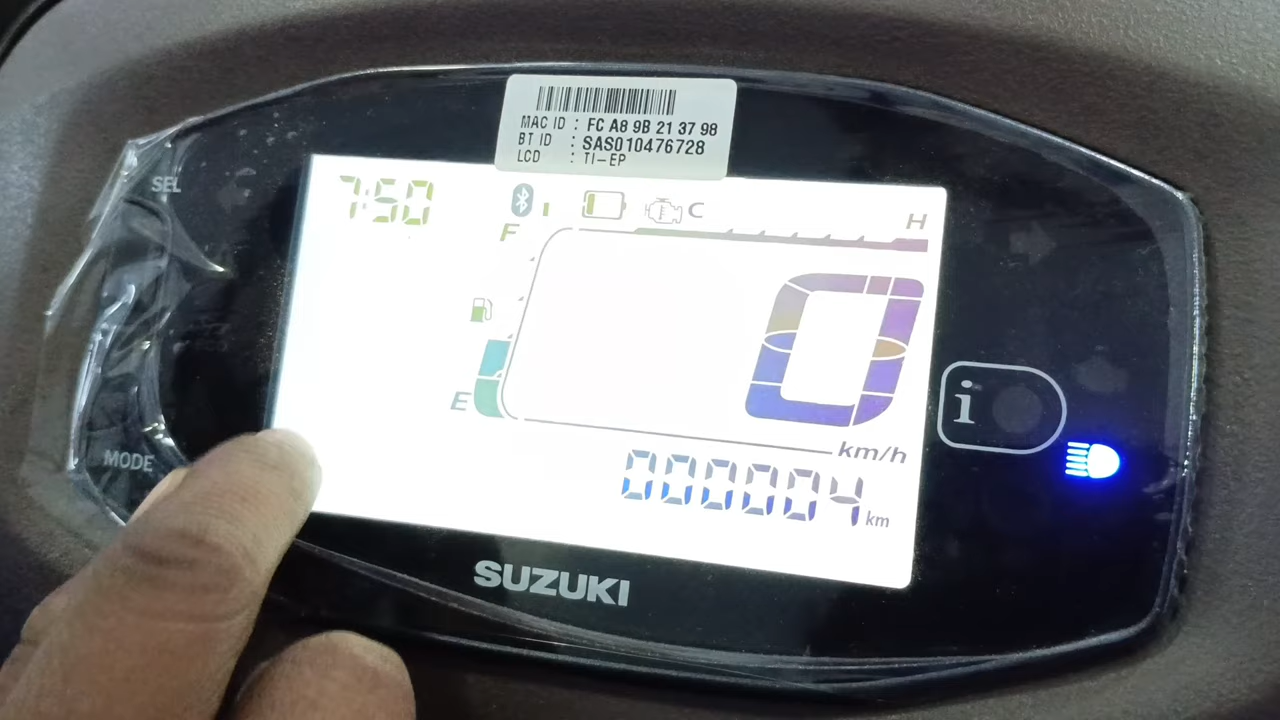 MAC ID : FC A8 9B 21 37 98
BT ID : SAS010476728
LCD : TI-EP
SEL
7:50
C
H
F
0
E
i
km/h
MODE
000004 km
SUZUKI